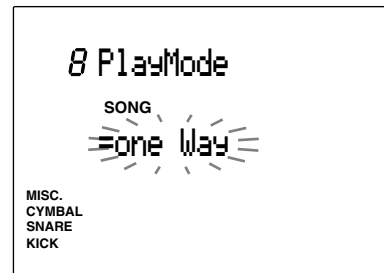 8 PlayMode
SONG
=one Way
MISC.
CYMBAL
SNARE
KICK